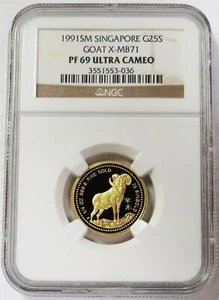 1991SM SINGAPORE G25S
GOAT X-MB71
PF 69 ULTRA CAMEO
3551553-036
NGC